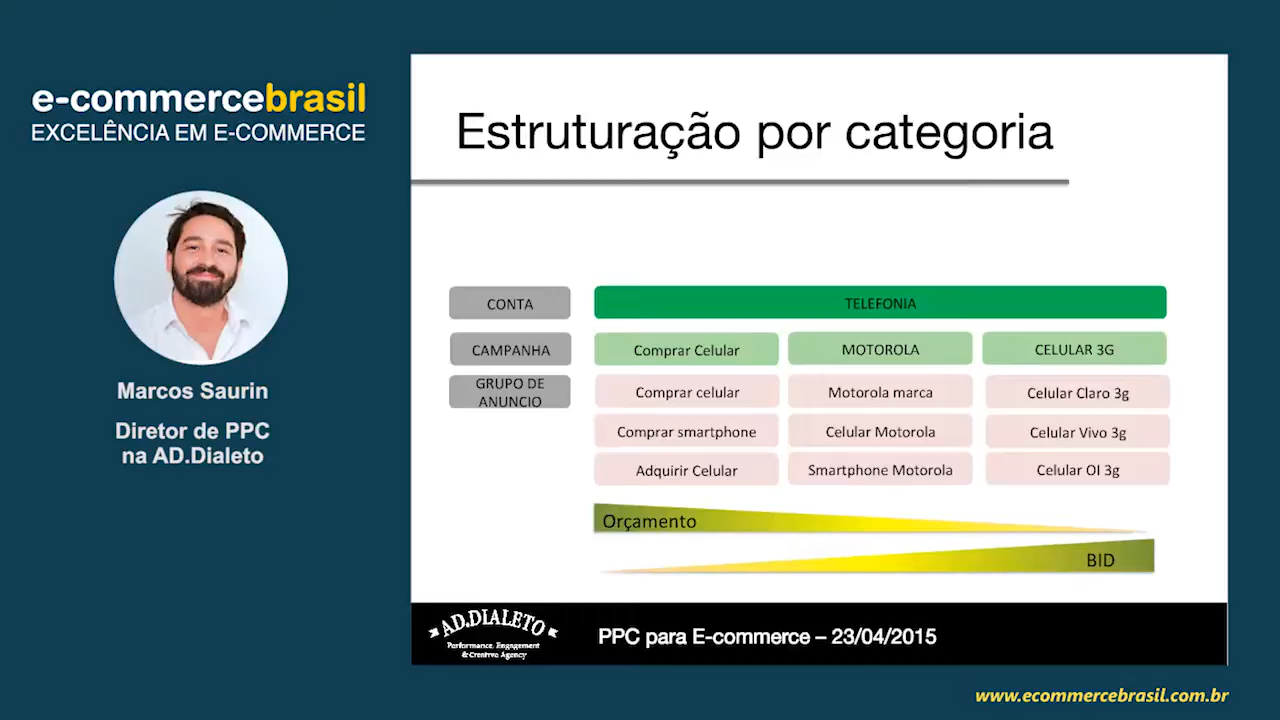 e-commercebrasil
EXCELÊNCIA EM E-COMMERCE
Marcos Saurin
Diretor de PPC
na AD.Dialeto
Estruturação por categoria
CONTA
TELEFONIA
CAMPANHA
Comprar Celular
MOTOROLA
CELULAR 3G
GRUPO DE
ANUNCIO
Comprar celular
Motorola marca
Celular Claro 3g
Comprar smartphone
Celular Motorola
Celular Vivo 3g
Adquirir Celular
Smartphone Motorola
Celular OI 3g
Orçamento
BID
AD.DIALETO
Performance, Engagement
& Creative Agency
PPC para E-commerce – 23/04/2015
www.ecommercebrasil.com.br